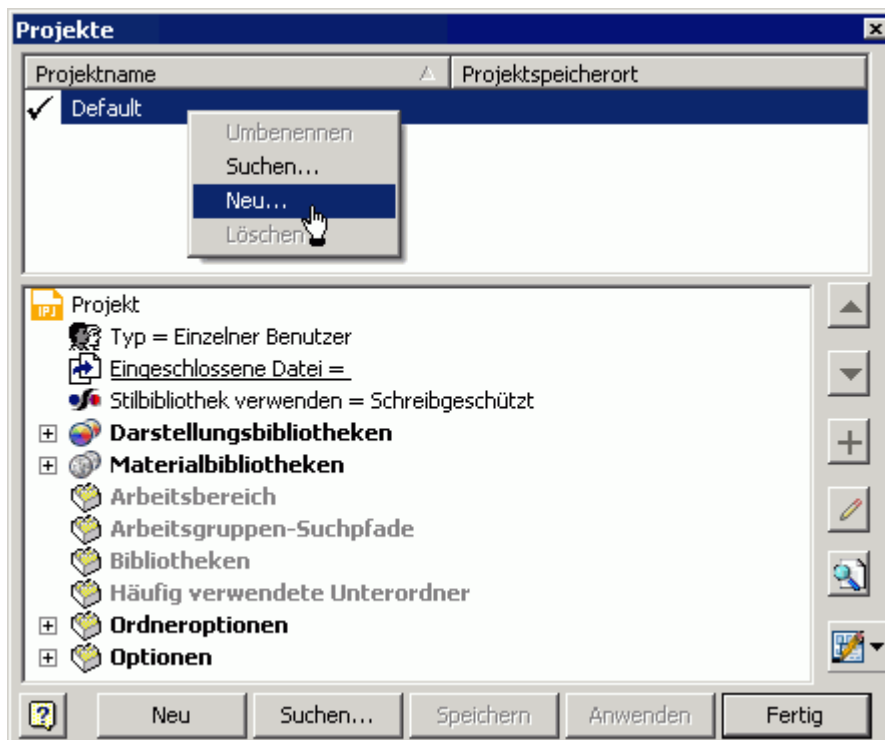 Projekte
Projektname Projektspeicherort
Default
Umbenennen
Suchen...
Neu...
Löschen
IPJ Projekt
Typ = Einzelner Benutzer
Eingeschlossene Datei =
Stilbibliothek verwenden = Schreibgeschützt
Darstellungsbibliotheken
Materialbibliotheken
Arbeitsbereich
Arbeitsgruppen-Suchpfade
Bibliotheken
Häufig verwendete Unterordner
Ordneroptionen
Optionen
Neu Suchen... Speichern Anwenden Fertig